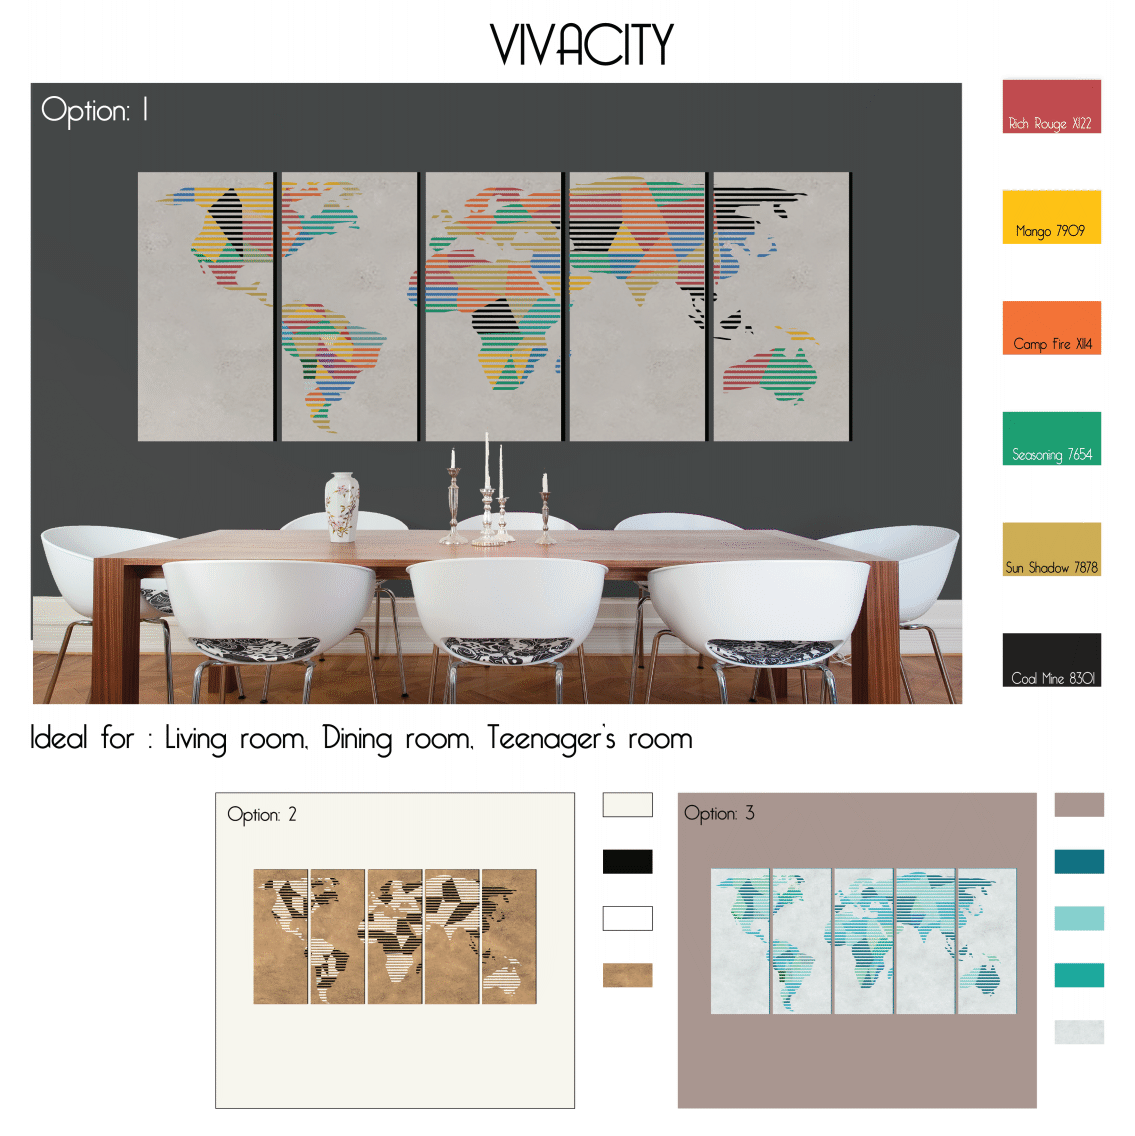 VIVACITY
Option: 1
Rich Rouge X122
Mango 7909
Camp Fire X114
Seasoning 7654
Sun Shadow 7878
Coal Mine 8301
Ideal for : Living room, Dining room, Teenager's room
Option: 2
Option: 3